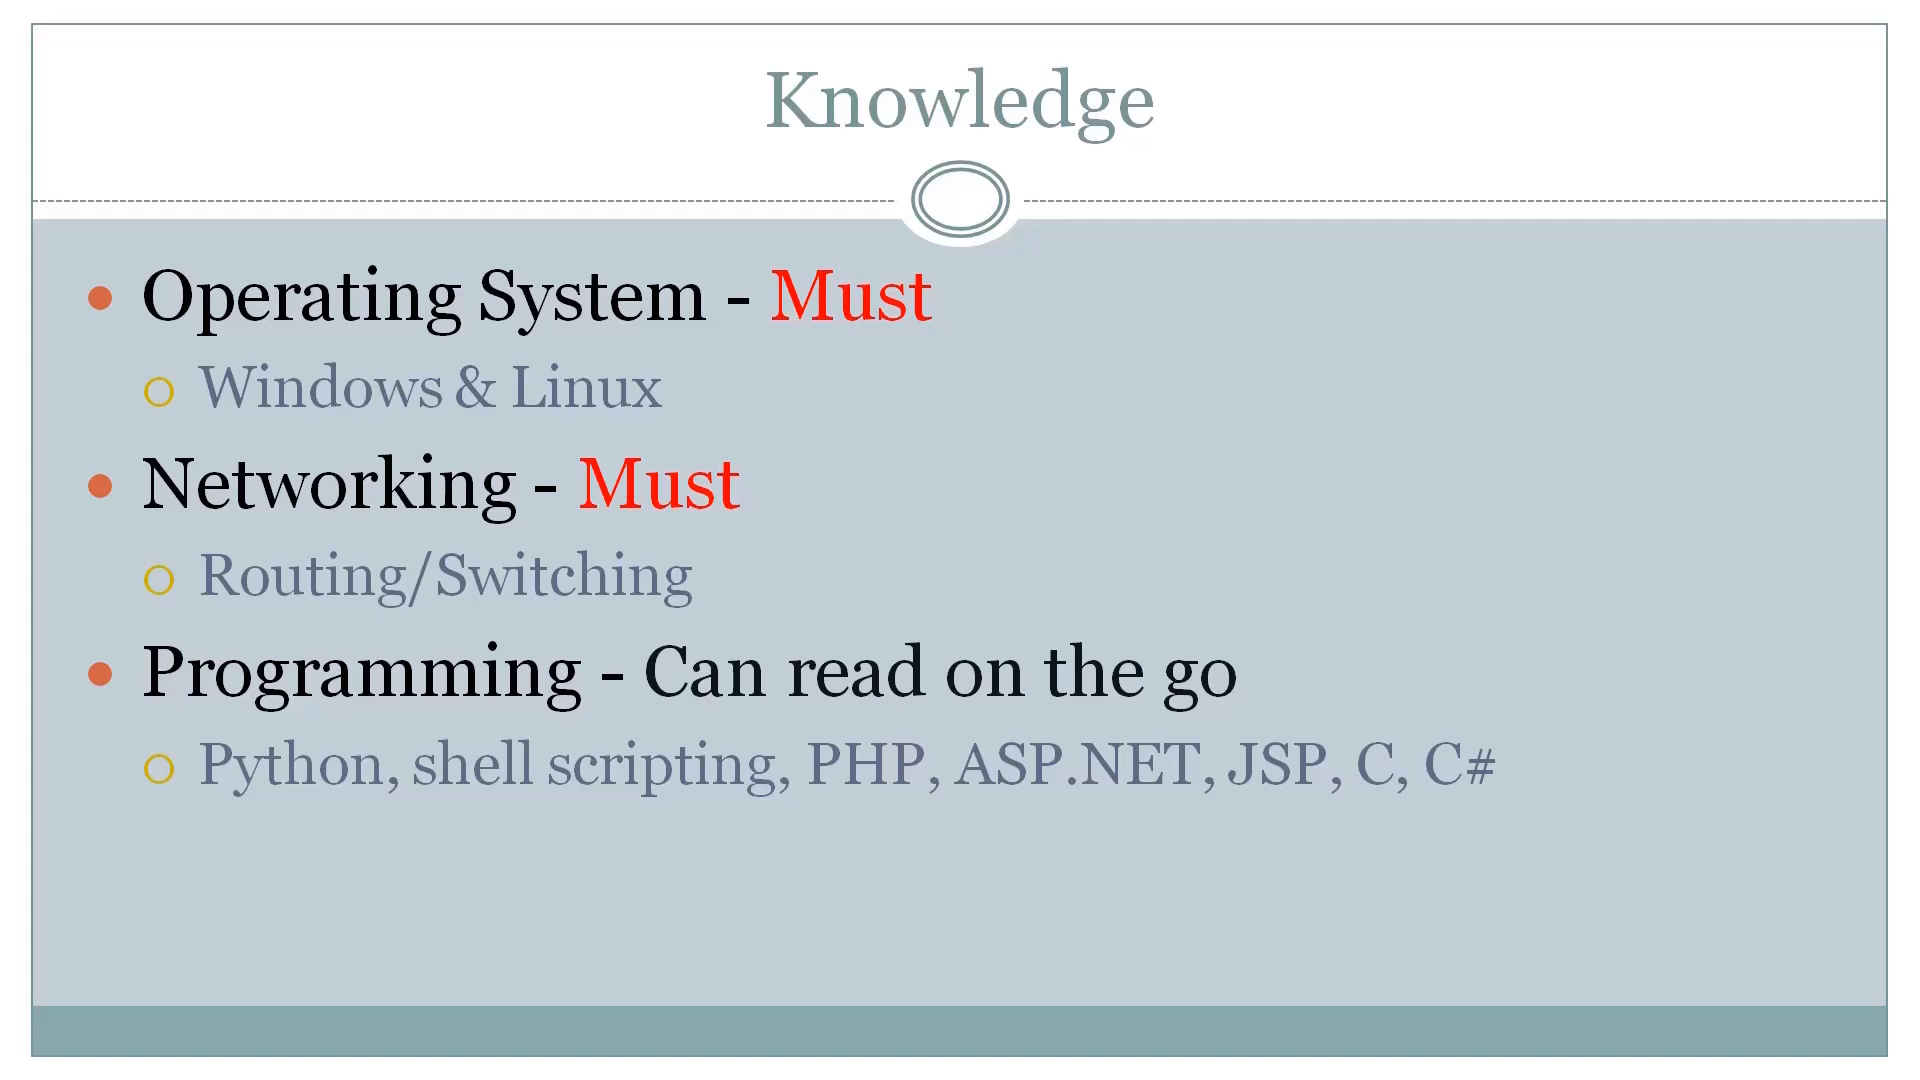 Knowledge
Operating System - Must
Windows & Linux
Networking - Must
Routing/Switching
Programming - Can read on the go
Python, shell scripting, PHP, ASP.NET, JSP, C, C#